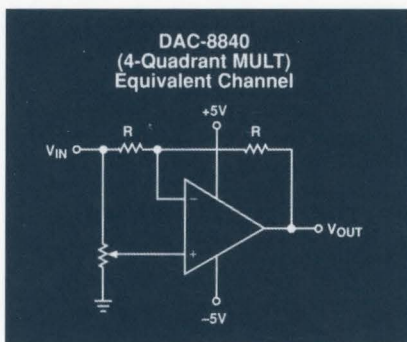 DAC-8840
(4-Quadrant MULT)
Equivalent Channel
+5V
R
R
VIN
−
+
VOUT
−5V